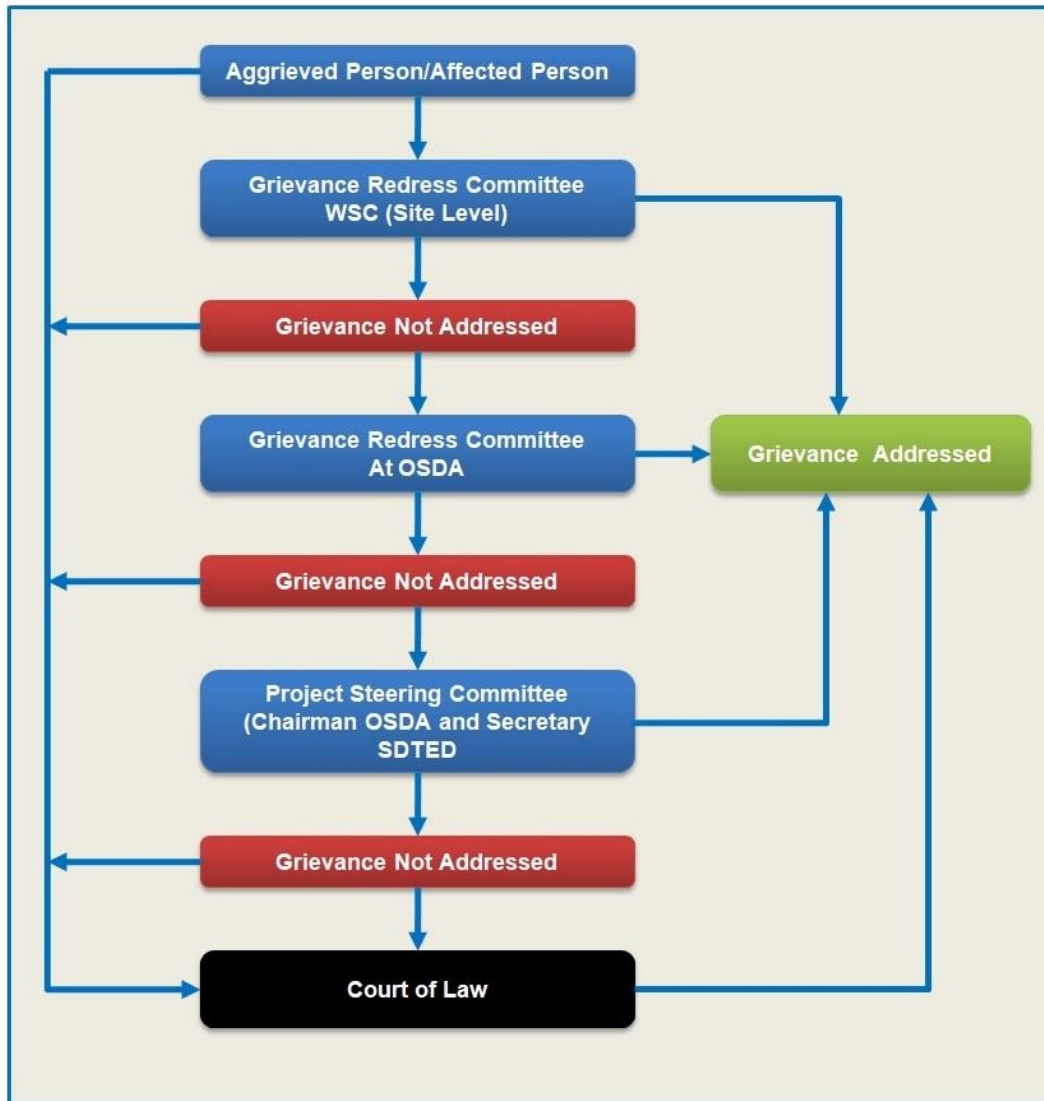 Aggrieved Person/Affected Person
Grievance Redress Committee
WSC (Site Level)
Grievance Not Addressed
Grievance Redress Committee
At OSDA
Grievance Addressed
Grievance Not Addressed
Project Steering Committee
(Chairman OSDA and Secretary
SDTED
Grievance Not Addressed
Court of Law